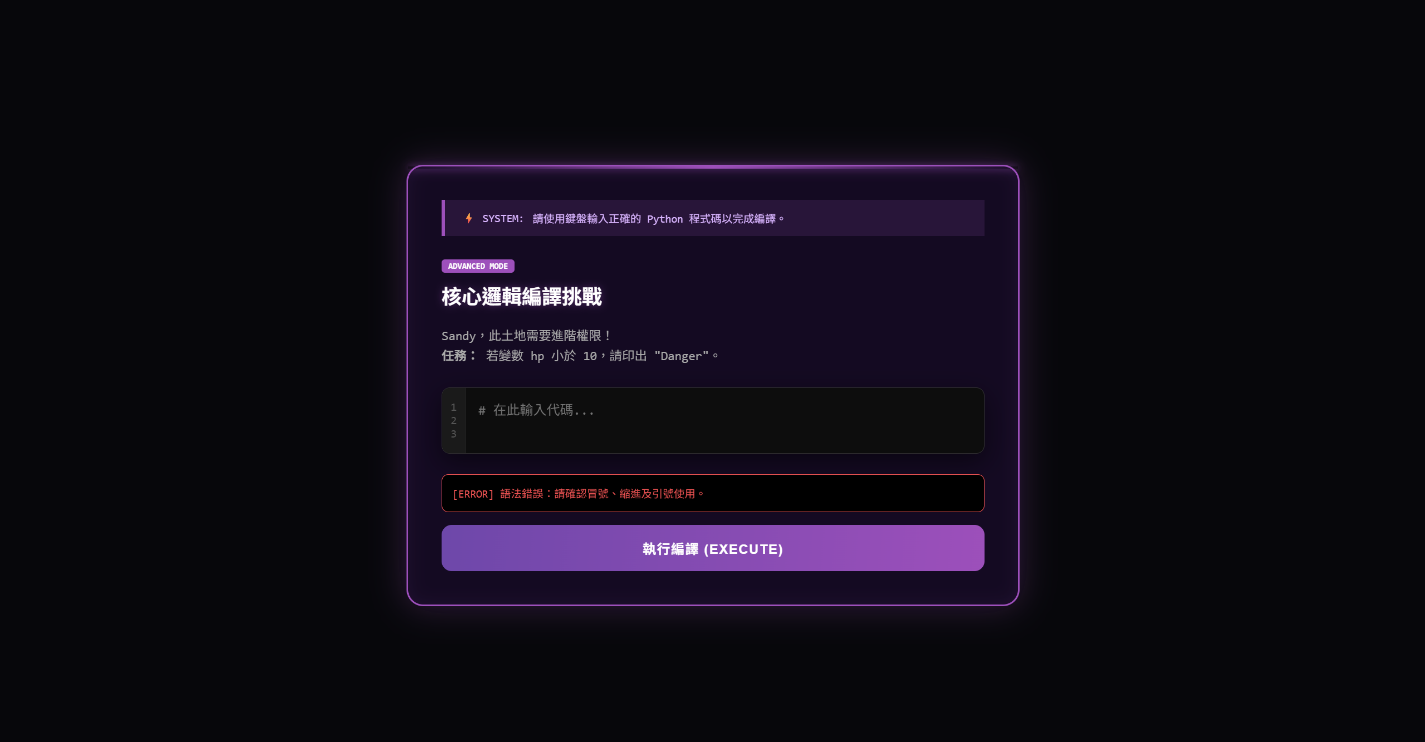 ⚡ SYSTEM: 請使用鍵盤輸入正確的 Python 程式碼以完成編譯。
ADVANCED MODE
核心邏輯編譯挑戰
Sandy，此土地需要進階權限！
任務： 若變數 hp 小於 10，請印出 "Danger"。
1 # 在此輸入代碼...
2
3
[ERROR] 語法錯誤：請確認冒號、縮進及引號使用。
執行編譯 (EXECUTE)